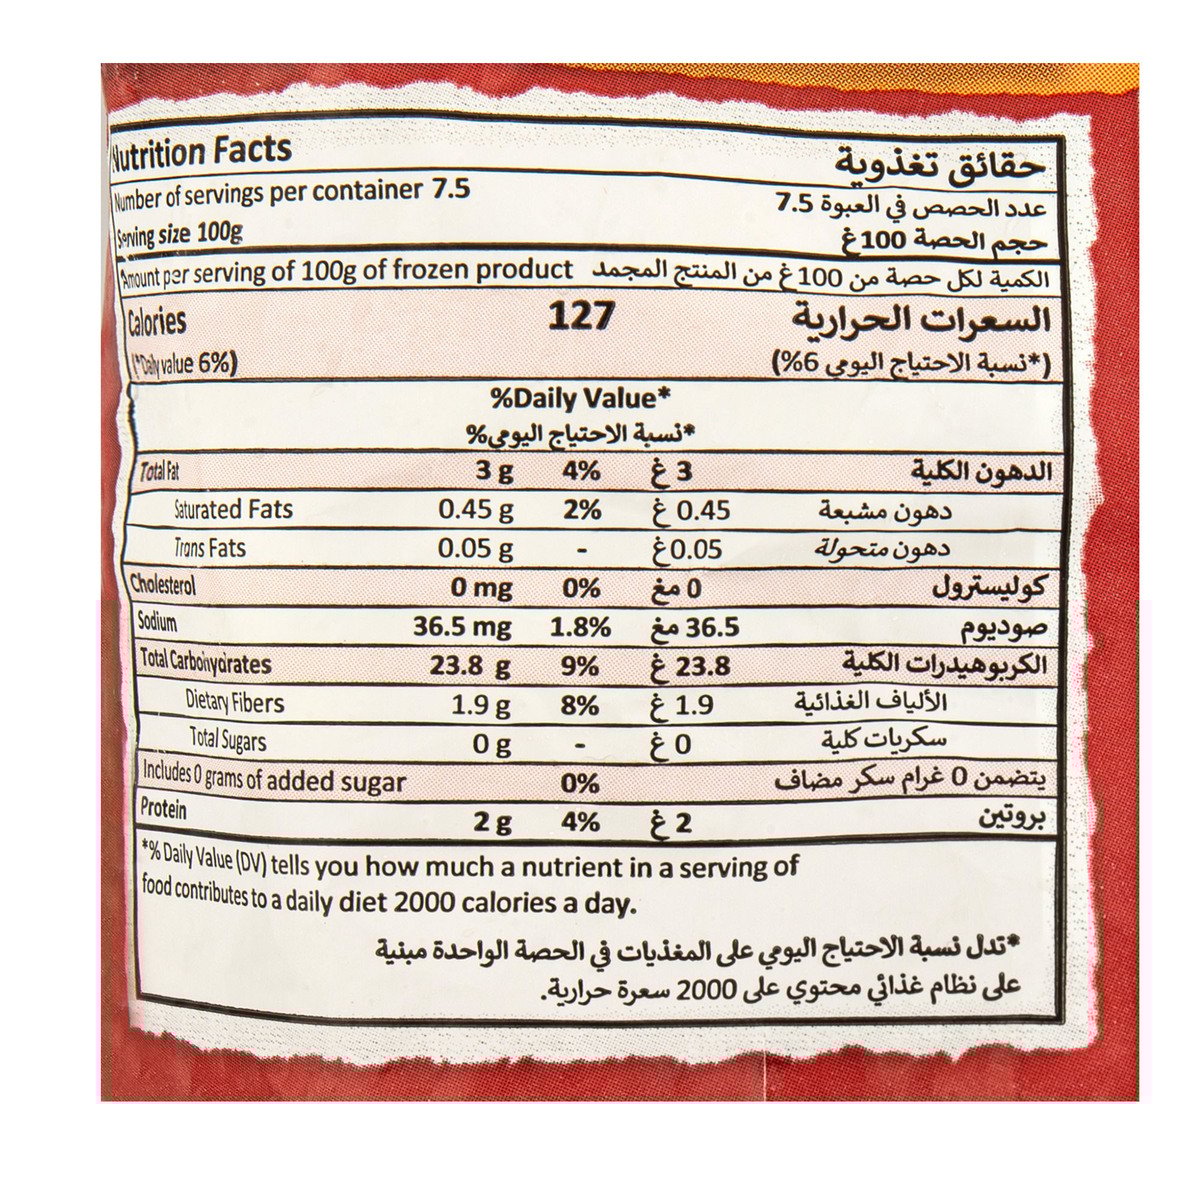 Nutrition Facts حقائق تغذوية
Number of servings per container 7.5 عدد الحصص في العبوة 7.5
Serving size 100g حجم الحصة 100غ
Amount per serving of 100g of frozen product الكمية لكل حصة من 100غ من المنتج المجمد
Calories 127 السعرات الحرارية
(*Daily value 6%) (*نسبة الاحتياج اليومي 6%)
%Daily Value*
*نسبة الاحتياج اليومي%
Total Fat 3 g 4% 3 غ الدهون الكلية
Saturated Fats 0.45 g 2% 0.45 غ دهون مشبعة
Trans Fats 0.05 g - 0.05غ دهون متحولة
Cholesterol 0 mg 0% 0 مغ كوليسترول
Sodium 36.5 mg 1.8% 36.5 مغ صوديوم
Total Carbohydrates 23.8 g 9% 23.8 غ الكربوهيدرات الكلية
Dietary Fibers 1.9 g 8% 1.9 غ الألياف الغذائية
Total Sugars 0 g - 0 غ سكريات كلية
Includes 0 grams of added sugar 0% يتضمن 0 غرام سكر مضاف
Protein 2 g 4% 2 غ بروتين
*% Daily Value (DV) tells you how much a nutrient in a serving of
food contributes to a daily diet 2000 calories a day.
*تدل نسبة الاحتياج اليومي على المغذيات في الحصة الواحدة مبنية
على نظام غذائي محتوي على 2000 سعرة حرارية.